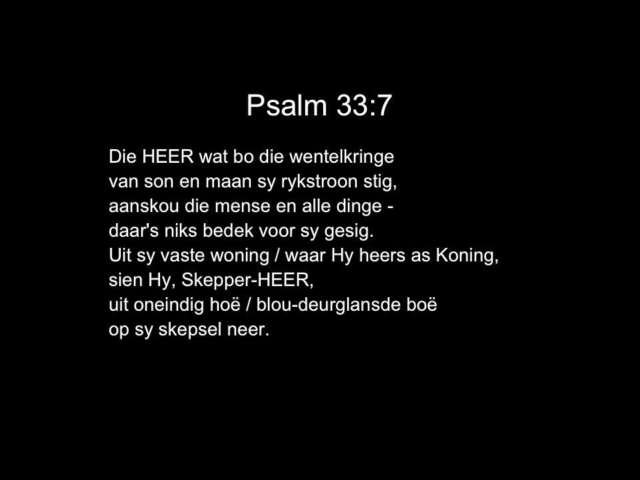 Psalm 33:7
Die HEER wat bo die wentelkringe
van son en maan sy rykstroon stig,
aanskou die mense en alle dinge -
daar's niks bedek voor sy gesig.
Uit sy vaste woning / waar Hy heers as Koning,
sien Hy, Skepper-HEER,
uit oneindig hoë / blou-deurglansde boë
op sy skepsel neer.